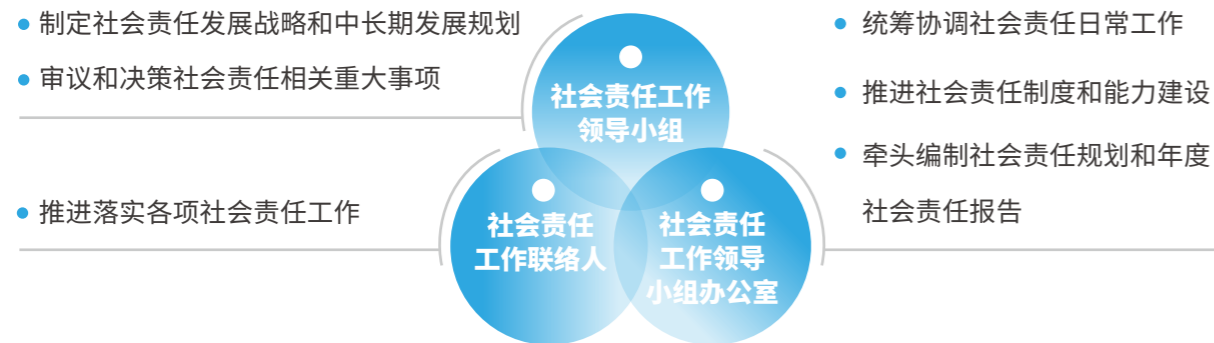 制定社会责任发展战略和中长期发展规划
审议和决策社会责任相关重大事项
社会责任工作
领导小组
统筹协调社会责任日常工作
推进社会责任制度和能力建设
牵头编制社会责任规划和年度
社会责任报告
推进落实各项社会责任工作
社会责任
工作联络人
社会责任
工作领导
小组办公室